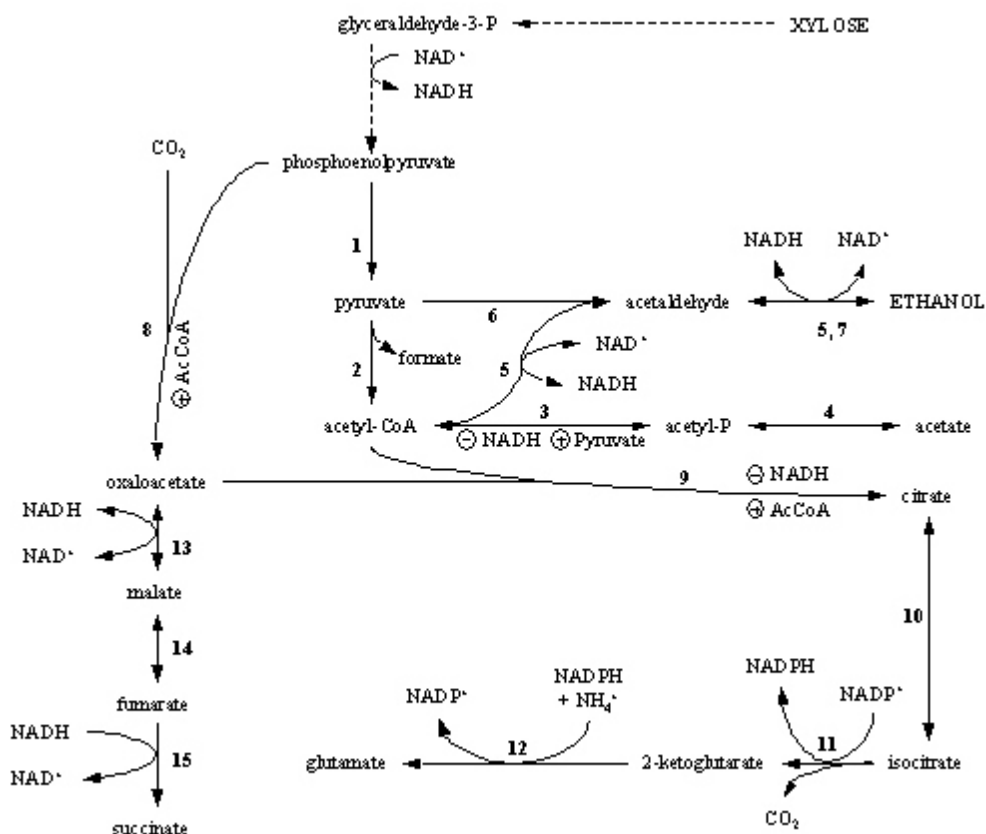 glyceraldehyde-3-P
XYLOSE
NAD⁺
NADH
CO₂
phosphoenolpyruvate
1
NADH
NAD⁺
pyruvate
6
acetaldehyde
ETHANOL
5, 7
8
⊕ AcCoA
2
formate
5
NAD⁺
NADH
acetyl-CoA
3
⊖ NADH ⊕ Pyruvate
acetyl-P
4
acetate
oxaloacetate
9
⊖ NADH
⊕ AcCoA
citrate
NADH
NAD⁺
13
malate
14
10
fumarate
NADH
NAD⁺
15
succinate
NADP⁺
NADPH
+ NH₄⁺
12
glutamate
2-ketoglutarate
NADPH
NADP⁺
11
isocitrate
CO₂